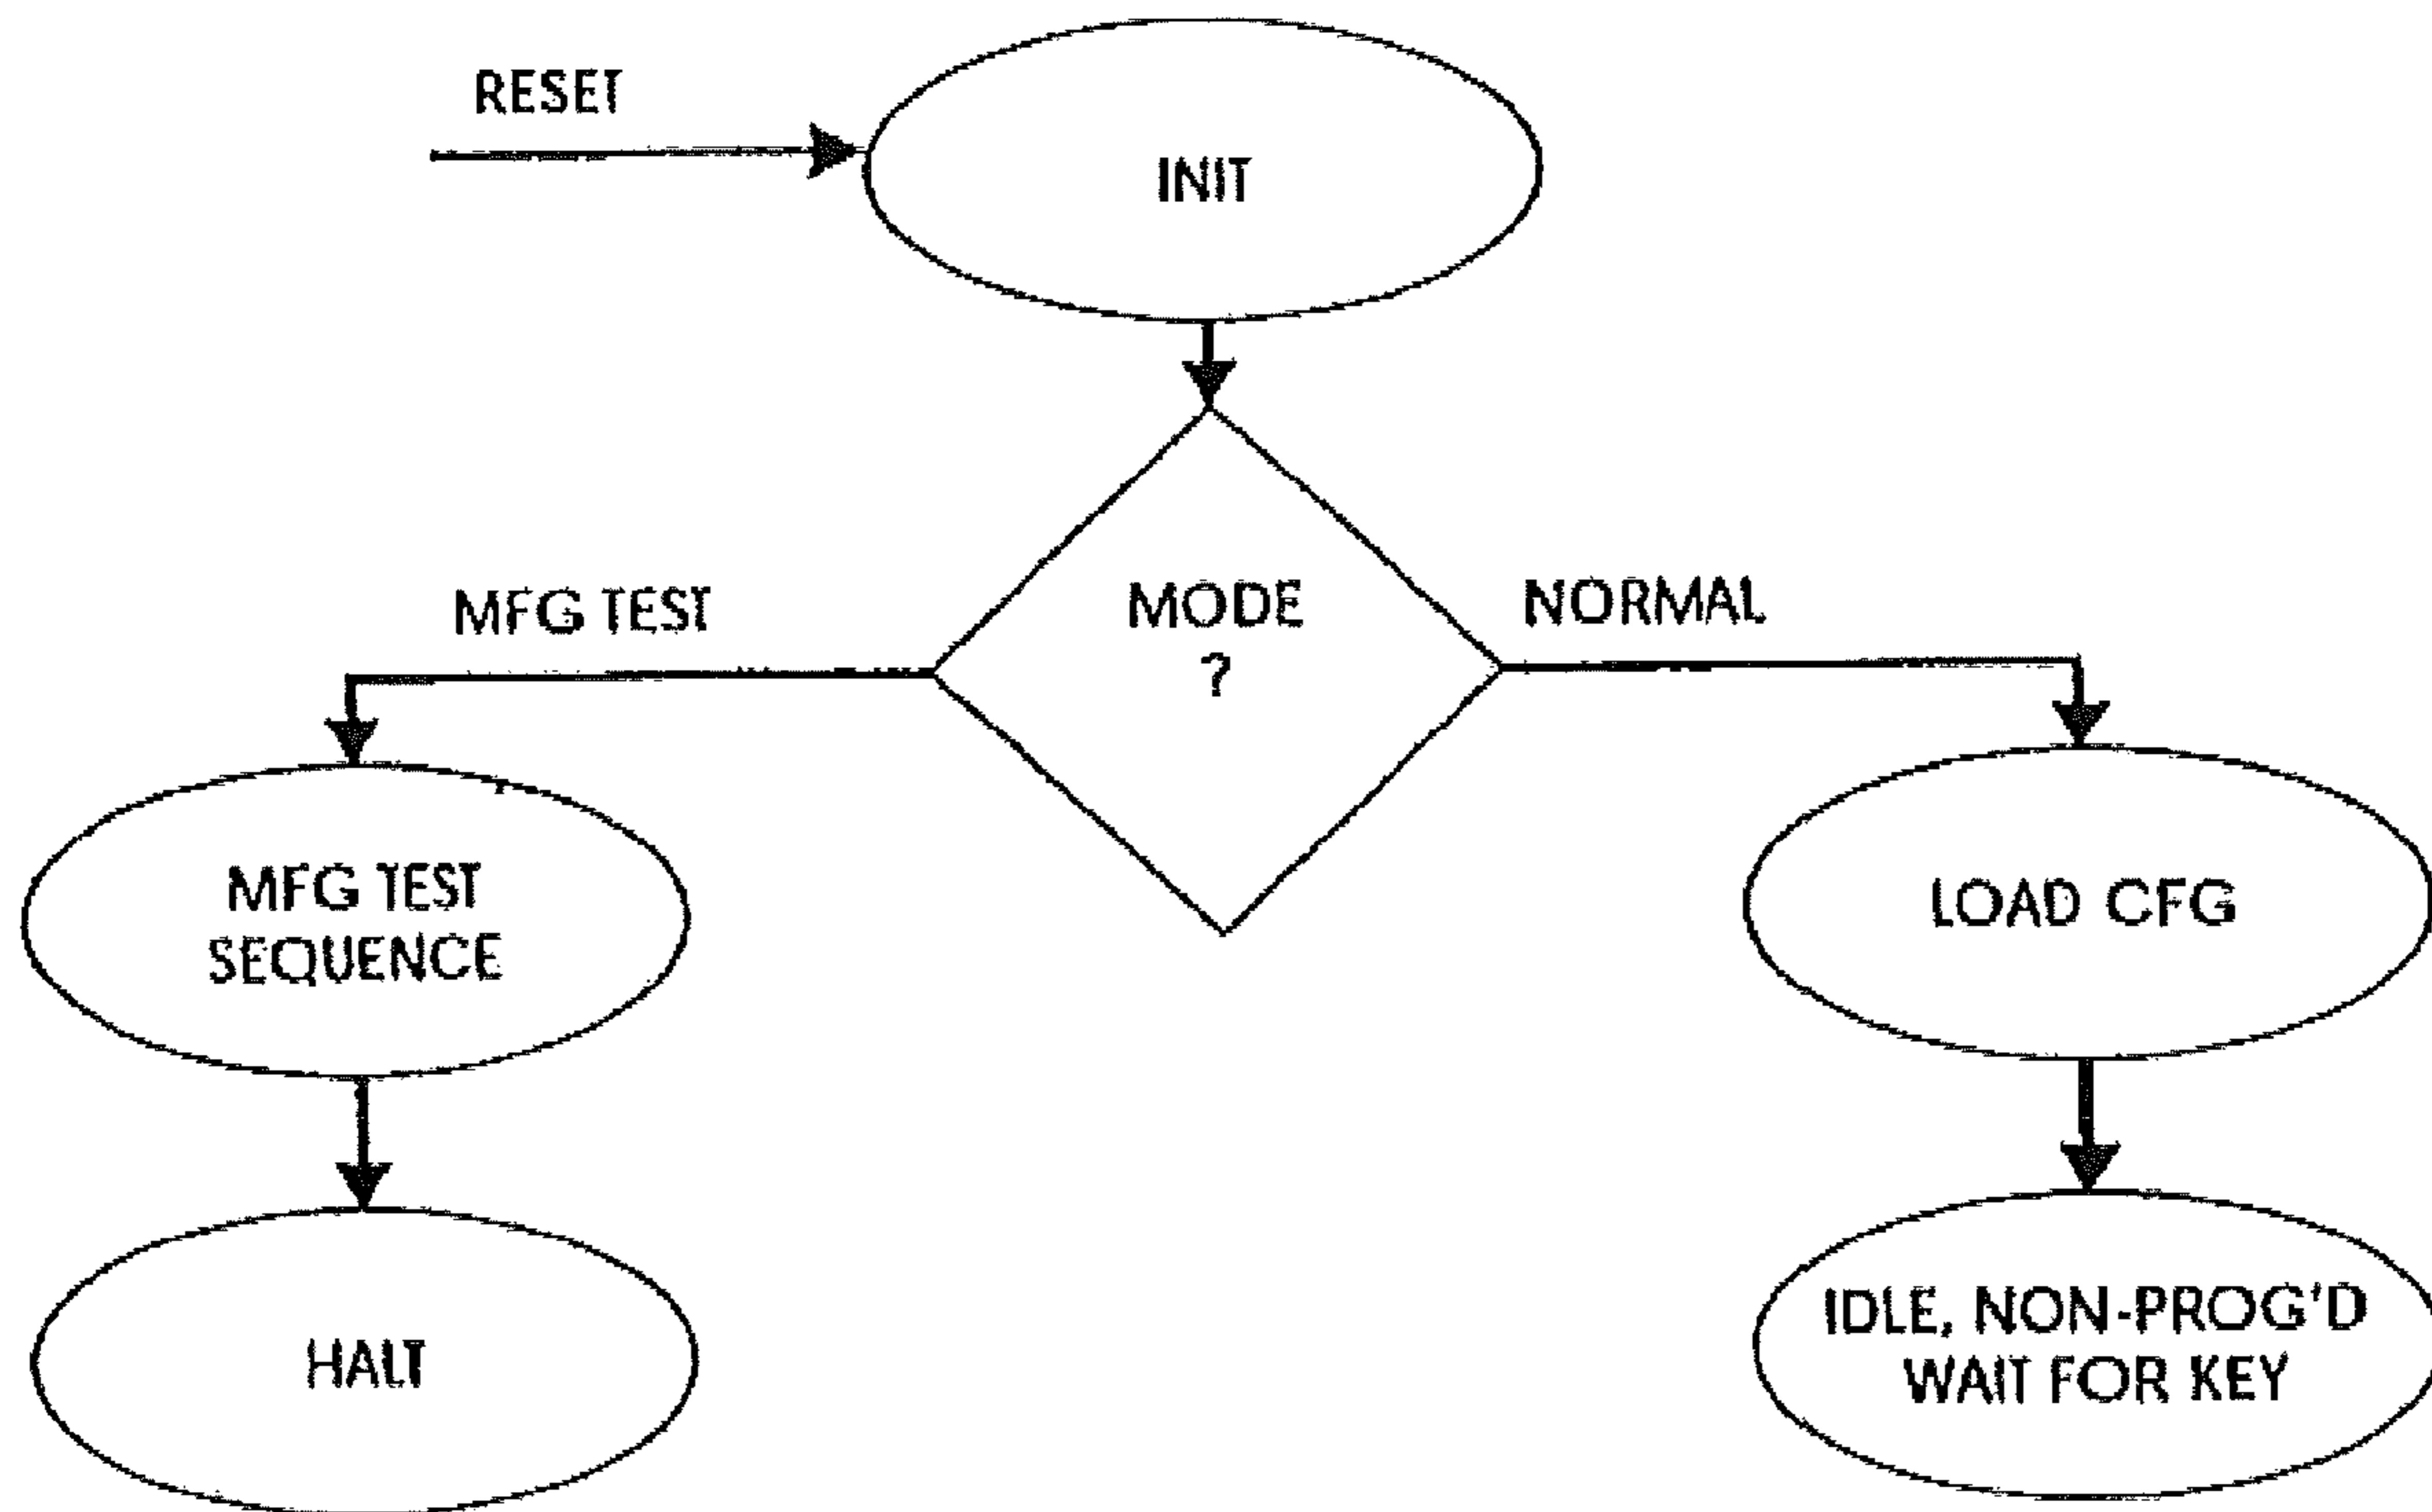 RESET
INIT
MODE
?
MFG TEST
NORMAL
MFG TEST
SEQUENCE
LOAD CFG
HALT
IDLE, NON-PROG'D
WAIT FOR KEY